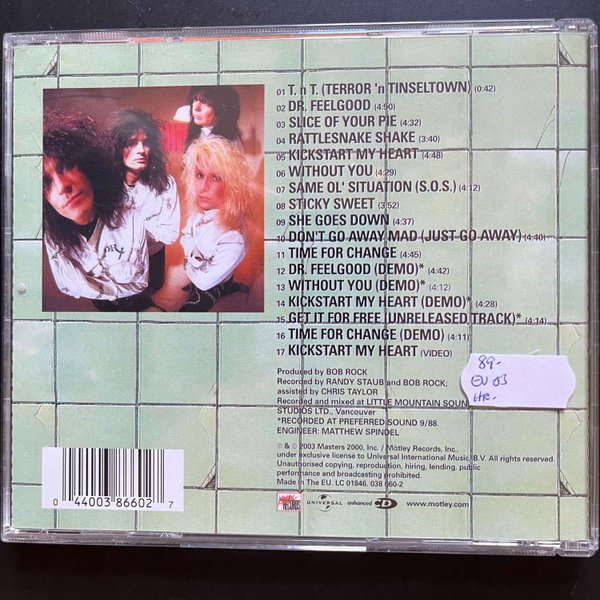 01 T. n T. (TERROR 'n TINSELTOWN) (0:42)
02 DR. FEELGOOD (4:50)
03 SLICE OF YOUR PIE (4:32)
04 RATTLESNAKE SHAKE (3:40)
05 KICKSTART MY HEART (4:48)
06 WITHOUT YOU (4:29)
07 SAME OL' SITUATION (S.O.S.) (4:12)
08 STICKY SWEET (3:52)
09 SHE GOES DOWN (4:37)
10 DON'T GO AWAY MAD (JUST GO AWAY) (4:40)
11 TIME FOR CHANGE (4:45)
12 DR. FEELGOOD (DEMO)* (4:42)
13 WITHOUT YOU (DEMO)* (4:12)
14 KICKSTART MY HEART (DEMO)* (4:28)
15 GET IT FOR FREE (UNRELEASED TRACK)* (4:14)
16 TIME FOR CHANGE (DEMO) (4:11)
17 KICKSTART MY HEART (VIDEO)
Produced by BOB ROCK
Recorded by RANDY STAUB and BOB ROCK;
assisted by CHRIS TAYLOR
Recorded and mixed at LITTLE MOUNTAIN SOUND
STUDIOS LTD., Vancouver
*RECORDED AT PREFERRED SOUND 9/88.
ENGINEER: MATTHEW SPINDEL
℗ & © 2003 Masters 2000, Inc. / Mötley Records, Inc.,
under exclusive license to Universal International Music, B.V. All rights reserved.
Unauthorised copying, reproduction, hiring, lending, public
performance and broadcasting prohibited.
Made in The EU. LC 01846. 038 660-2
89-
EU 03
0 44003 86602 7
RECORDS
UNIVERSAL
enhanced CD
www.motley.com